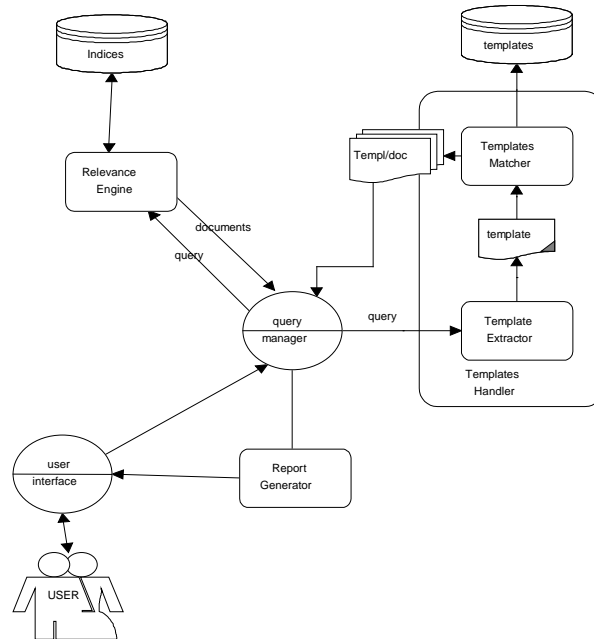 Indices
templates
Templ/doc
Templates
Matcher
Relevance
Engine
documents
query
template
query
manager
query
Template
Extractor
Templates
Handler
user
interface
Report
Generator
USER